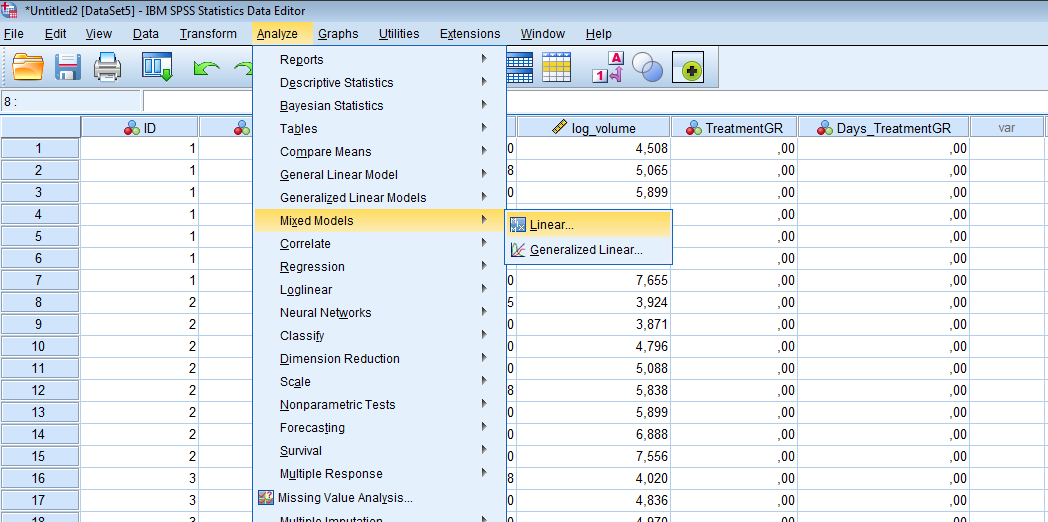 *Untitled2 [DataSet5] - IBM SPSS Statistics Data Editor
File Edit View Data Transform Analyze Graphs Utilities Extensions Window Help
1 A
8 :
ID log_volume TreatmentGR Days_TreatmentGR var
1 1 0 4,508 ,00 ,00
2 1 8 5,065 ,00 ,00
3 1 0 5,899 ,00 ,00
4 1 ,00 ,00
5 1 ,00 ,00
6 1 ,00 ,00
7 1 0 7,655 ,00 ,00
8 2 5 3,924 ,00 ,00
9 2 0 3,871 ,00 ,00
10 2 0 4,796 ,00 ,00
11 2 0 5,088 ,00 ,00
12 2 8 5,838 ,00 ,00
13 2 0 5,899 ,00 ,00
14 2 0 6,888 ,00 ,00
15 2 0 7,556 ,00 ,00
16 3 8 4,020 ,00 ,00
17 3 0 4,836 ,00 ,00
18 3 0 4,970 ,00 ,00
Reports
Descriptive Statistics
Bayesian Statistics
Tables
Compare Means
General Linear Model
Generalized Linear Models
Mixed Models
Correlate
Regression
Loglinear
Neural Networks
Classify
Dimension Reduction
Scale
Nonparametric Tests
Forecasting
Survival
Multiple Response
Missing Value Analysis...
Multiple Imputation
Linear...
Generalized Linear...